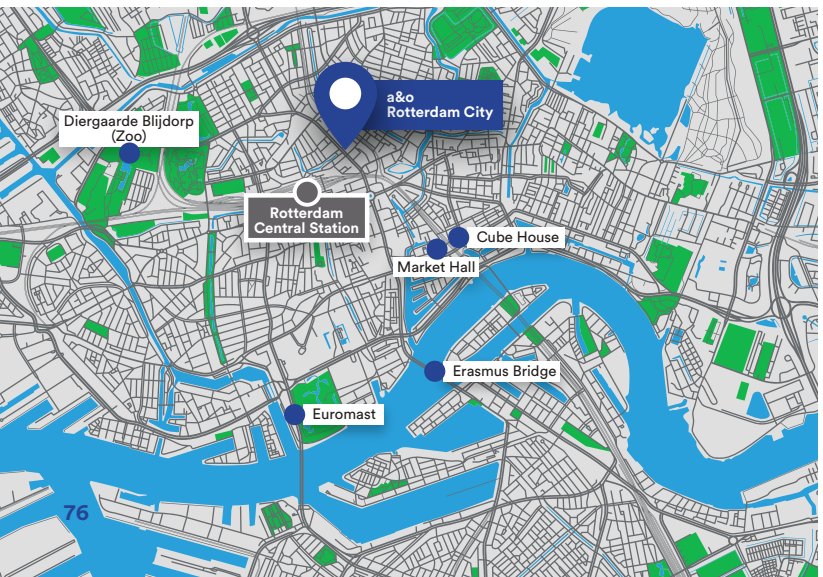 a&o
Rotterdam City
Diergaarde Blijdorp
(Zoo)
Rotterdam
Central Station
Cube House
Market Hall
Erasmus Bridge
Euromast
76